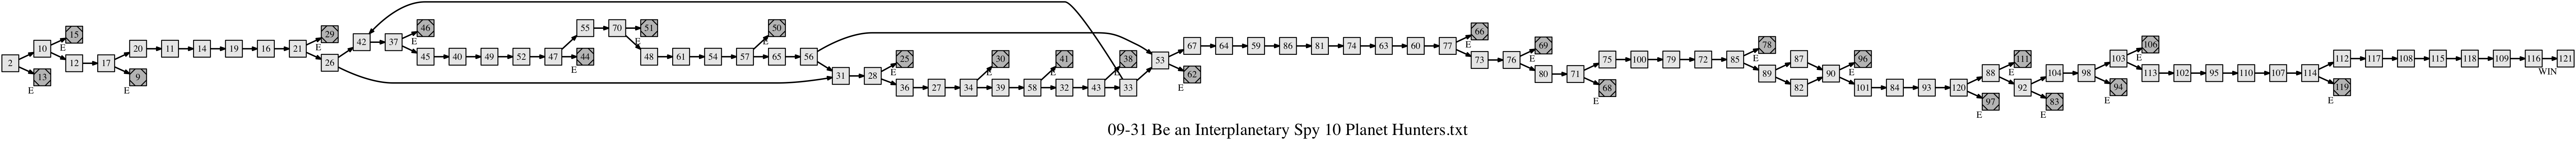 2 10 15 E
13 E 12 17 20 11 14 19 16 21 29 E
9 E 26
42 37 46 E
45 40 49 52 47 55 70 51 E
44 E 48 61 54 57 50 E
65 56
31 28 25 E
36 27 34 30 E
39 58 41 E
32 43 38 E
33 53
67 64 59 86 81 74 63 60 77 66 E
62 E 73 76 69 E
80 71 75 100 79 72 85 78 E
68 E 89 87
82 90 96 E
101 84 93 120 88 111 E
97 E 92 104 98 103 106 E
83 E 94 E 113 102 95 110 107 114
112 117 108 115 118 109 116 121 WIN
119 E
09-31 Be an Interplanetary Spy 10 Planet Hunters.txt